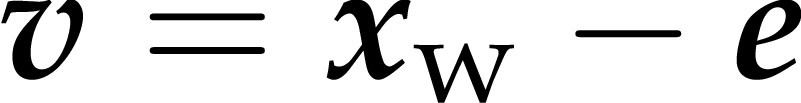 v = x_W − e